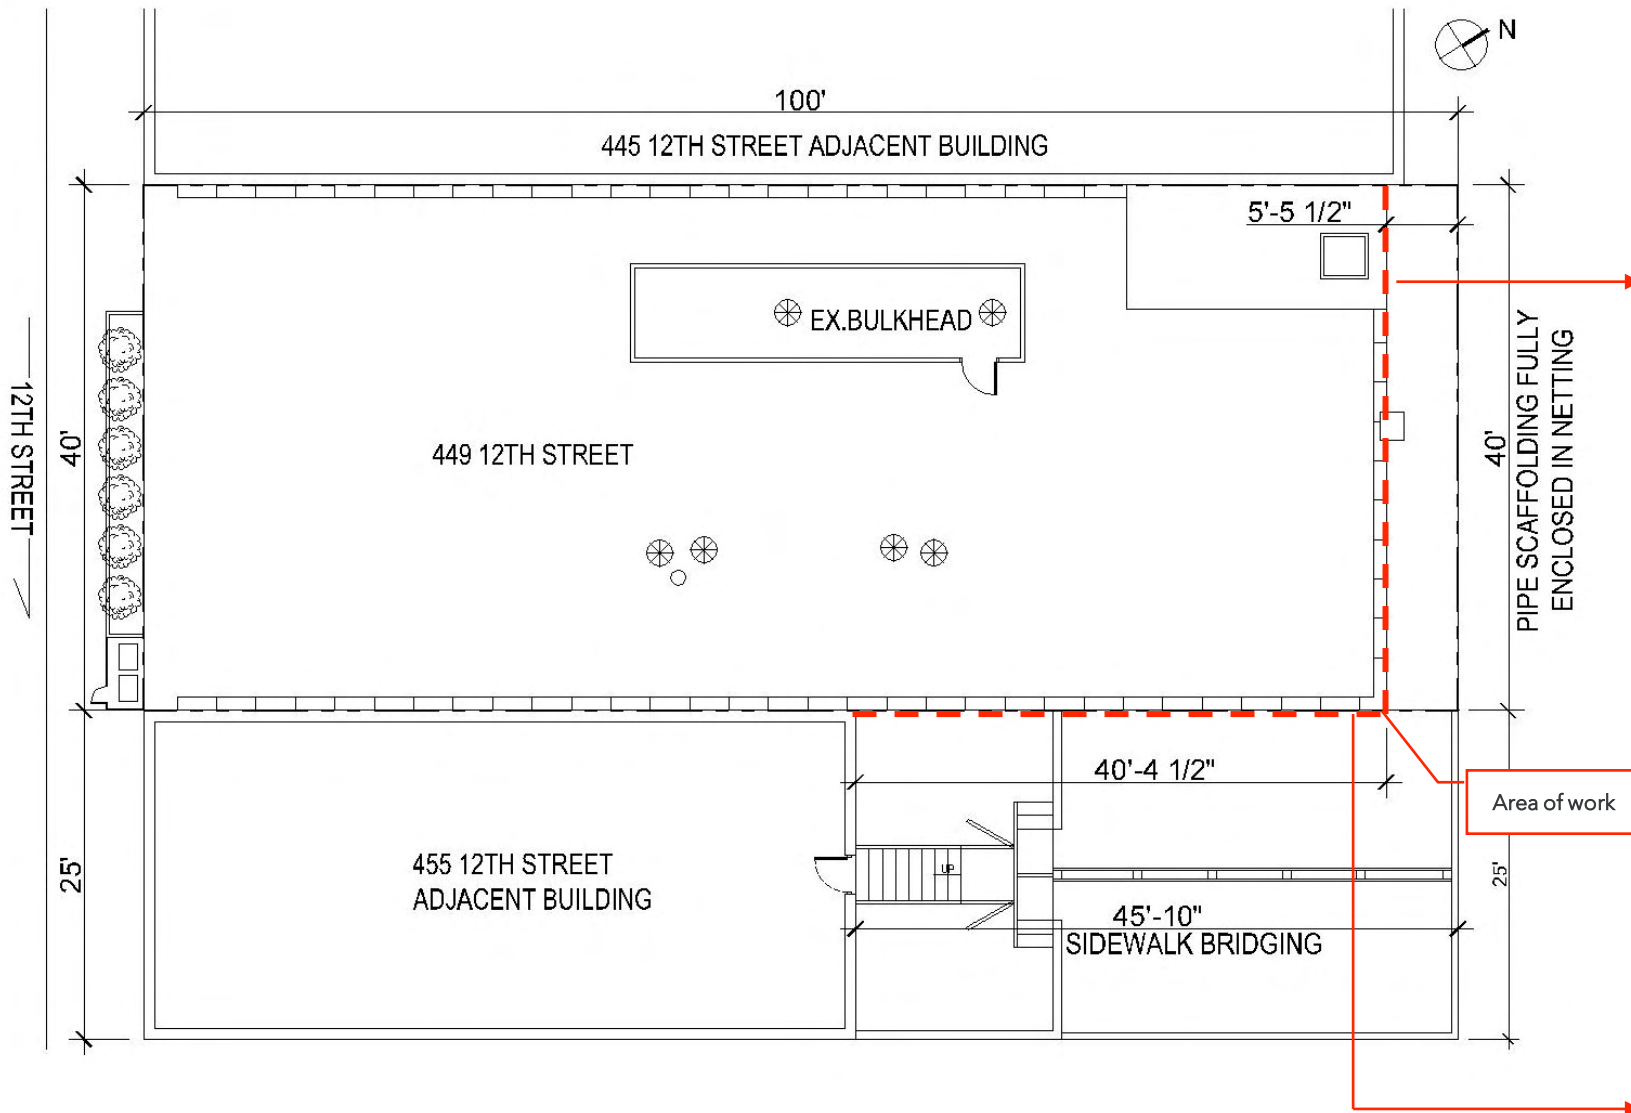 N
100'
445 12TH STREET ADJACENT BUILDING
5'-5 1/2"
EX.BULKHEAD
449 12TH STREET
12TH STREET
40'
40'
PIPE SCAFFOLDING FULLY
ENCLOSED IN NETTING
40'-4 1/2"
Area of work
455 12TH STREET
ADJACENT BUILDING
UP
25'
25'
45'-10"
SIDEWALK BRIDGING